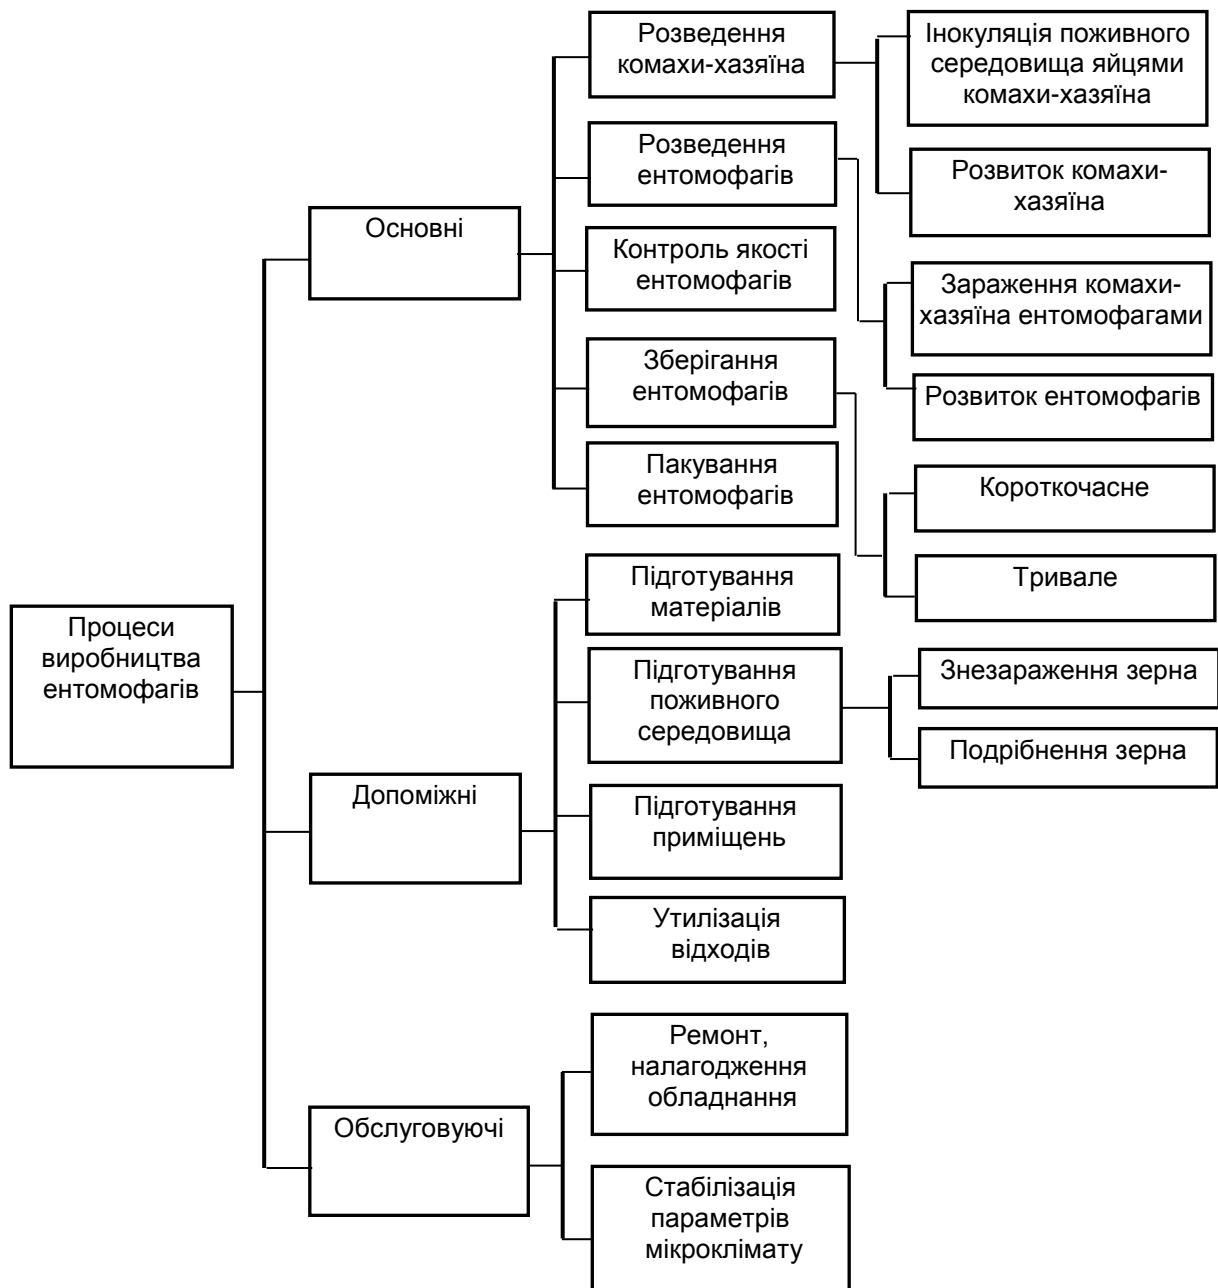 Процеси
виробництва
ентомофагів
Основні
Розведення
комахи-хазяїна
Інокуляція поживного
середовища яйцями
комахи-хазяїна
Розвиток комахи-
хазяїна
Розведення
ентомофагів
Зараження комахи-
хазяїна ентомофагами
Розвиток ентомофагів
Контроль якості
ентомофагів
Зберігання
ентомофагів
Короткочасне
Тривале
Пакування
ентомофагів
Допоміжні
Підготування
матеріалів
Підготування
поживного
середовища
Знезараження зерна
Подрібнення зерна
Підготування
приміщень
Утилізація
відходів
Обслуговуючі
Ремонт,
налагодження
обладнання
Стабілізація
параметрів
мікроклімату